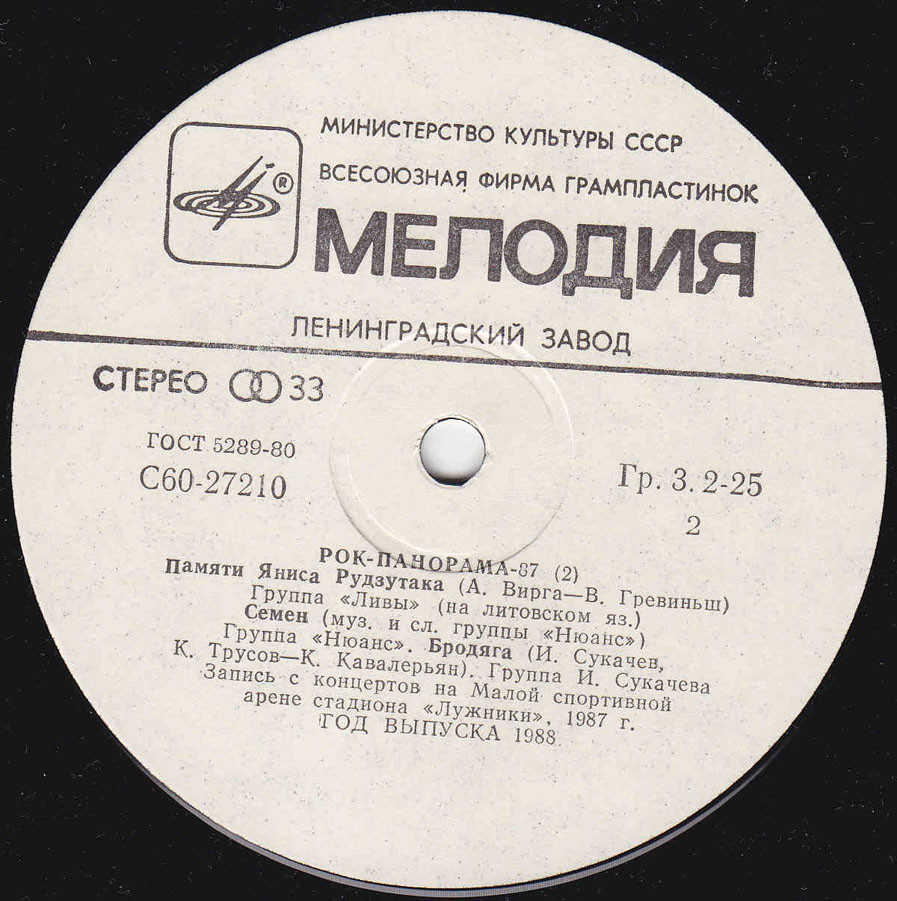 МИНИСТЕРСТВО КУЛЬТУРЫ СССР
ВСЕСОЮЗНАЯ ФИРМА ГРАМПЛАСТИНОК
®
МЕЛОДИЯ
ЛЕНИНГРАДСКИЙ ЗАВОД
СТЕРЕО 33
ГОСТ 5289-80
С60-27210
Гр. 3. 2-25
2
РОК-ПАНОРАМА-87 (2)
Памяти Яниса Рудзутака (А. Вирга—В. Гревиньш)
Группа «Ливы» (на литовском яз.)
Семен (муз. и сл. группы «Нюанс»)
Группа «Нюанс». Бродяга (И. Сукачев,
К. Трусов—К. Кавалерьян). Группа И. Сукачева
Запись с концертов на Малой спортивной
арене стадиона «Лужники», 1987 г.
ГОД ВЫПУСКА 1988